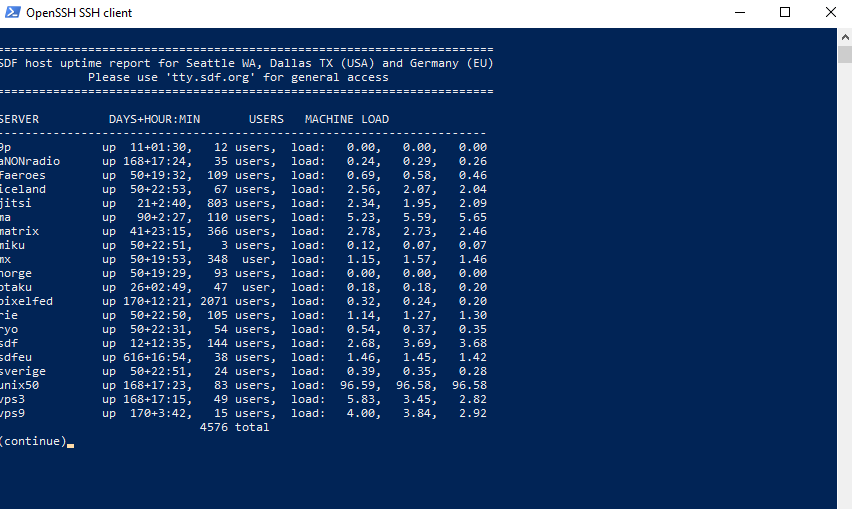 OpenSSH SSH client
=======================================================================
SDF host uptime report for Seattle WA, Dallas TX (USA) and Germany (EU)
Please use 'tty.sdf.org' for general access
=======================================================================
SERVER DAYS+HOUR:MIN USERS MACHINE LOAD
----------------------------------------------------------------------
9p up 11+01:30, 12 users, load: 0.00, 0.00, 0.00
aNONradio up 168+17:24, 35 users, load: 0.24, 0.29, 0.26
faeroes up 50+19:32, 109 users, load: 0.69, 0.58, 0.46
iceland up 50+22:53, 67 users, load: 2.56, 2.07, 2.04
jitsi up 21+2:40, 803 users, load: 2.34, 1.95, 2.09
ma up 90+2:27, 110 users, load: 5.23, 5.59, 5.65
matrix up 41+23:15, 366 users, load: 2.78, 2.73, 2.46
miku up 50+22:51, 3 users, load: 0.12, 0.07, 0.07
mx up 50+19:53, 348 user, load: 1.15, 1.57, 1.46
norge up 50+19:29, 93 users, load: 0.00, 0.00, 0.00
otaku up 26+02:49, 47 user, load: 0.18, 0.18, 0.20
pixelfed up 170+12:21, 2071 users, load: 0.32, 0.24, 0.20
rie up 50+22:50, 105 users, load: 1.14, 1.27, 1.30
ryo up 50+22:31, 54 users, load: 0.54, 0.37, 0.35
sdf up 12+12:35, 144 users, load: 2.68, 3.69, 3.68
sdfeu up 616+16:54, 38 users, load: 1.46, 1.45, 1.42
sverige up 50+22:51, 24 users, load: 0.39, 0.35, 0.28
unix50 up 168+17:23, 83 users, load: 96.59, 96.58, 96.58
vps3 up 168+17:15, 49 users, load: 5.83, 3.45, 2.82
vps9 up 170+3:42, 15 users, load: 4.00, 3.84, 2.92
4576 total
(continue)